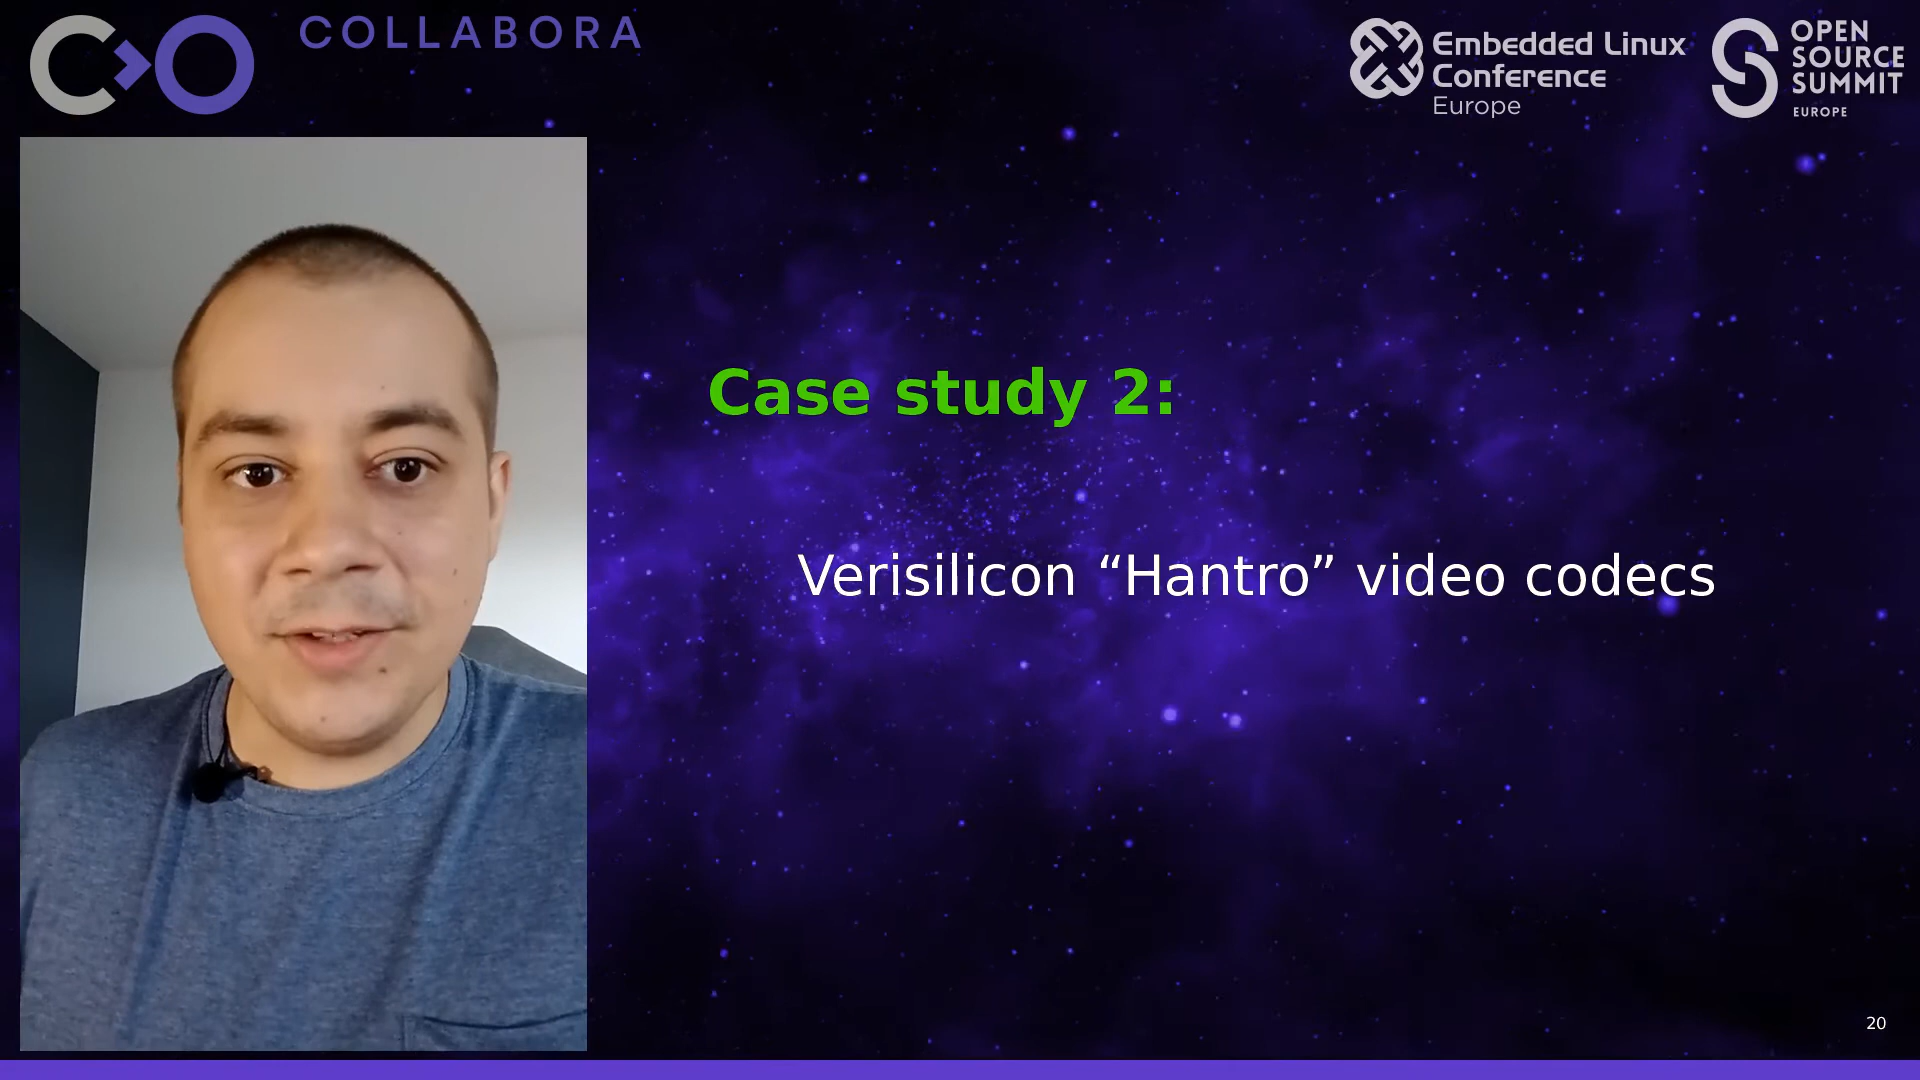 COLLABORA
Embedded Linux
Conference
Europe
OPEN
SOURCE
SUMMIT
EUROPE
Case study 2:
Verisilicon “Hantro” video codecs
20